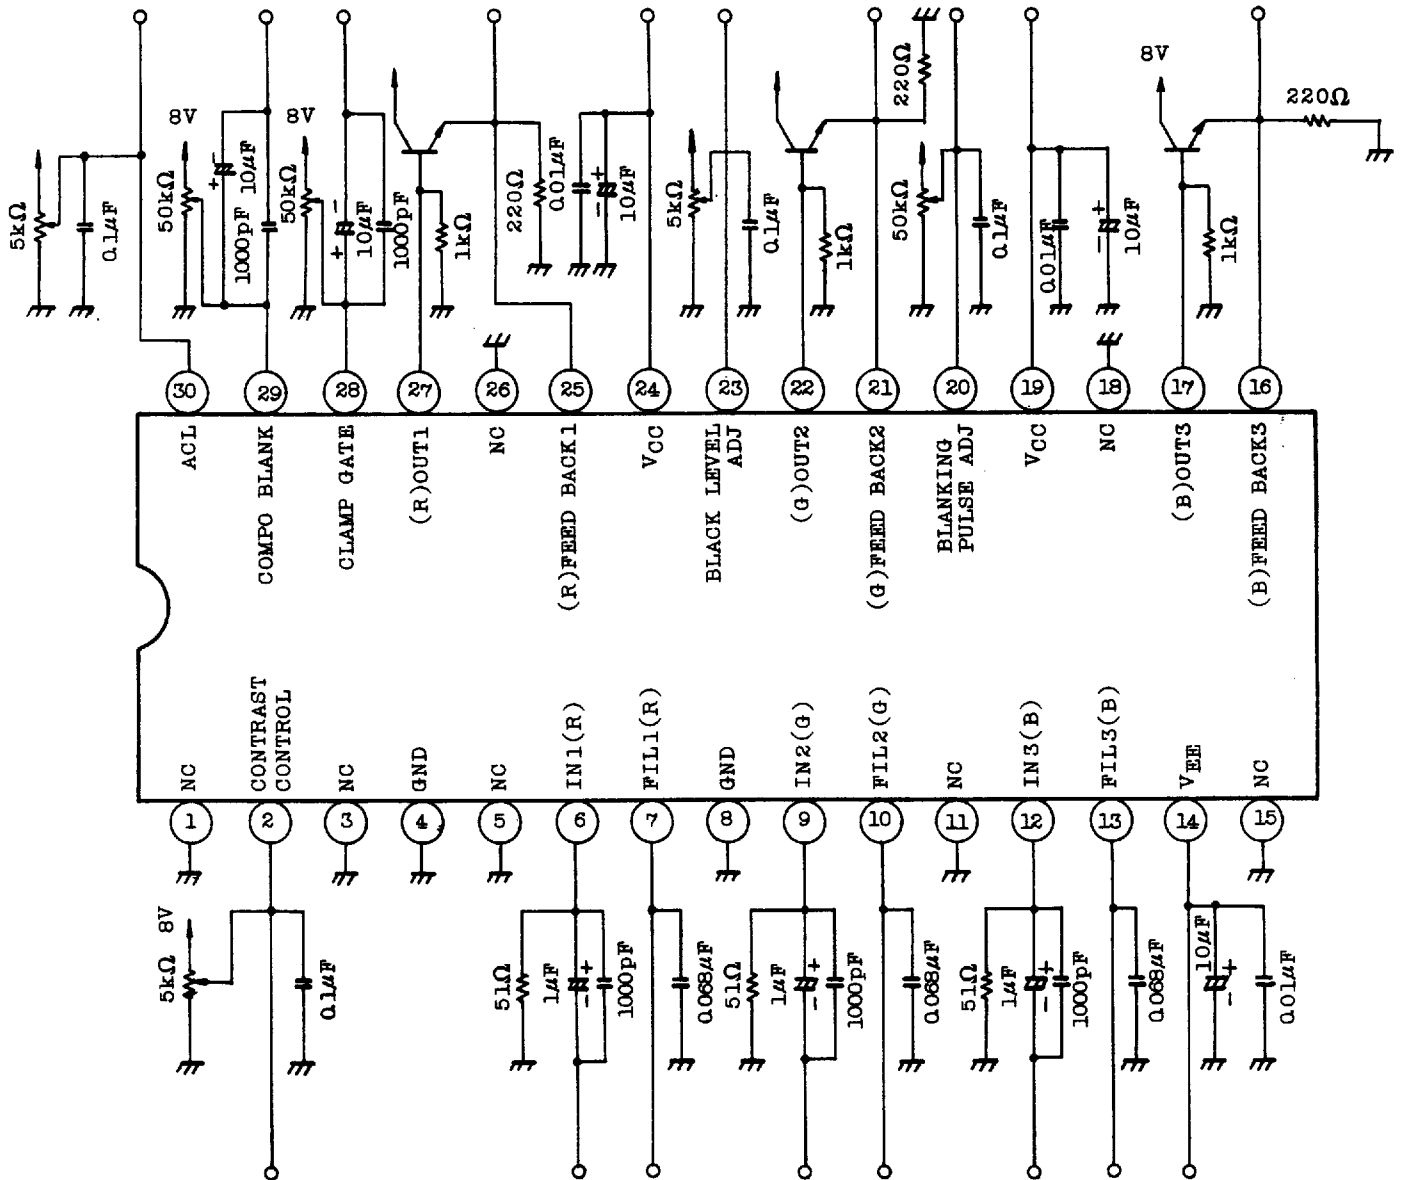 8V
220Ω
220Ω
8V
8V
5kΩ
0.1μF
50kΩ
+ -
10μF
1000pF
50kΩ
-
+
10μF
1000pF
1kΩ
220Ω
0.01μF
- +
10μF
5kΩ
0.1μF
1kΩ
50kΩ
0.1μF
0.01μF
- +
10μF
1kΩ
30
29
28
27
26
25
24
23
22
21
20
19
18
17
16
ACL
COMPO BLANK
CLAMP GATE
(R)OUT1
NC
(R)FEED BACK1
VCC
BLACK LEVEL
ADJ
(G)OUT2
(G)FEED BACK2
BLANKING
PULSE ADJ
VCC
NC
(B)OUT3
(B)FEED BACK3
NC
CONTRAST
CONTROL
NC
GND
NC
IN1(R)
FIL1(R)
GND
IN2(G)
FIL2(G)
NC
IN3(B)
FIL3(B)
VEE
NC
1
2
3
4
5
6
7
8
9
10
11
12
13
14
15
8V
5kΩ
0.1μF
51Ω
1μF
- +
1000pF
0.068μF
51Ω
1μF
- +
1000pF
0.068μF
51Ω
1μF
- +
1000pF
0.068μF
10μF
- +
0.01μF